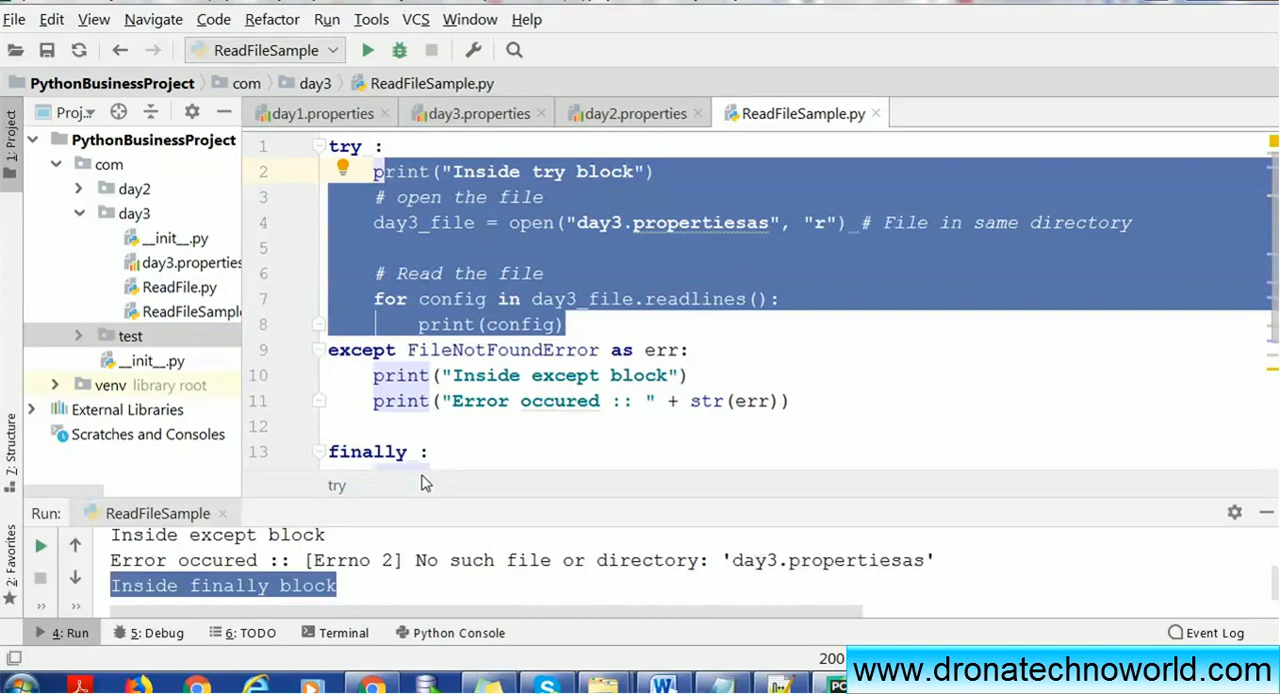 File Edit View Navigate Code Refactor Run Tools VCS Window Help
ReadFileSample
PythonBusinessProject com day3 ReadFileSample.py
Proj... day1.properties day3.properties day2.properties ReadFileSample.py
1: Project
PythonBusinessProject
com
day2
day3
__init__.py
day3.properties
ReadFile.py
ReadFileSampl
test
__init__.py
venv library root
External Libraries
Scratches and Consoles
7: Structure
2: Favorites
1 try :
2 print("Inside try block")
3 # open the file
4 day3_file = open("day3.propertiesas", "r") # File in same directory
5
6 # Read the file
7 for config in day3_file.readlines():
8 print(config)
9 except FileNotFoundError as err:
10 print("Inside except block")
11 print("Error occured :: " + str(err))
12
13 finally :
try
Run: ReadFileSample
Inside except block
Error occured :: [Errno 2] No such file or directory: 'day3.propertiesas'
Inside finally block
4: Run 5: Debug 6: TODO Terminal Python Console Event Log
200
www.dronatechnoworld.com